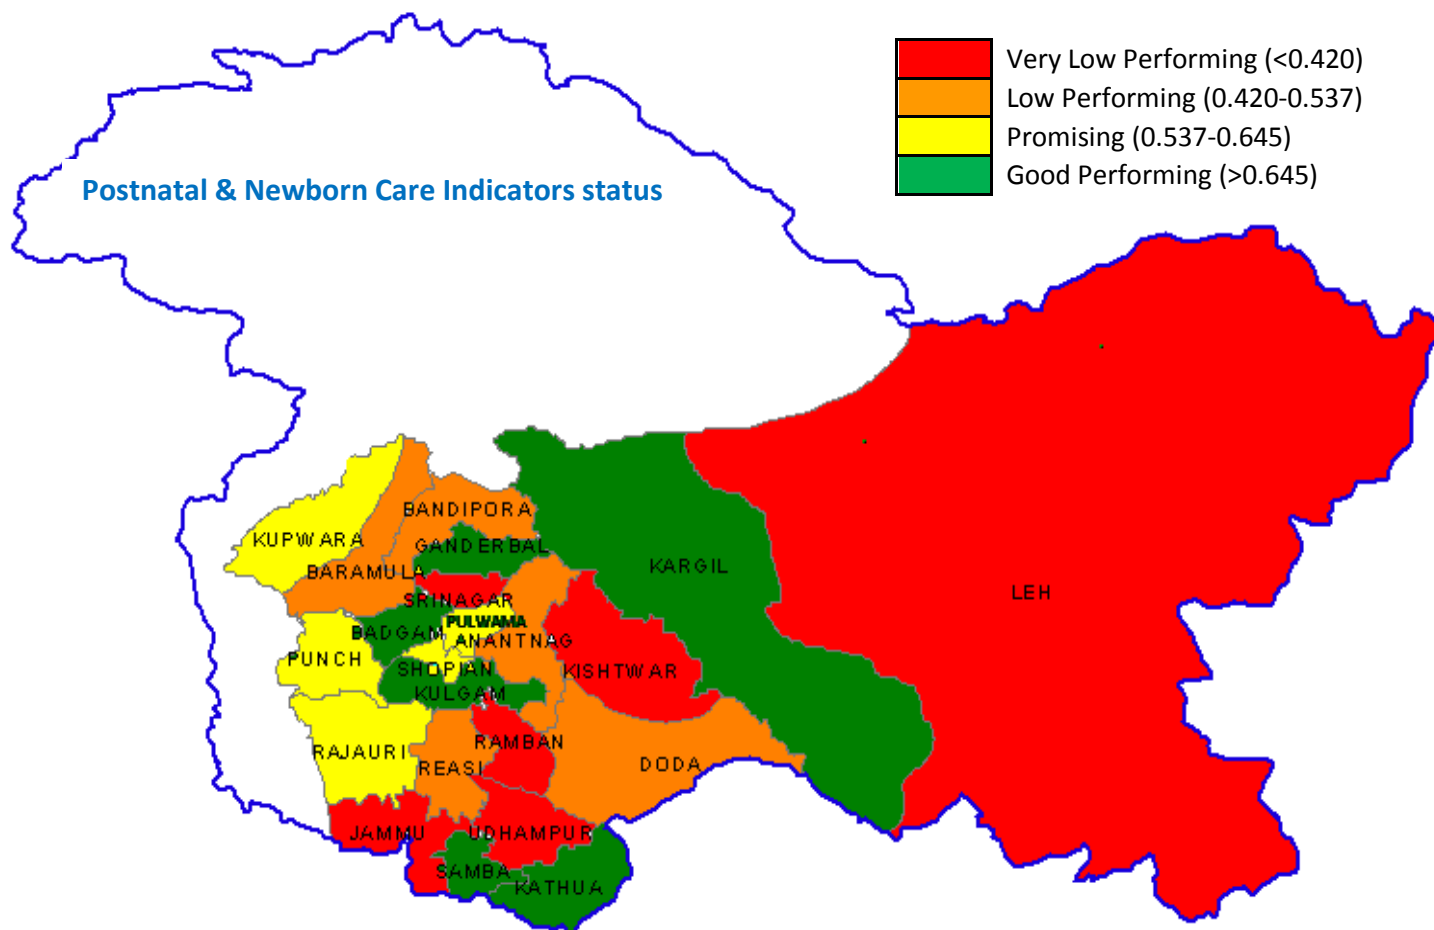 Very Low Performing (<0.420)
Low Performing (0.420-0.537)
Promising (0.537-0.645)
Good Performing (>0.645)
Postnatal & Newborn Care Indicators status
BANDIPORA
KUPWARA
GANDERBAL
BARAMULA
KARGIL
LEH
SRINAGAR
PULWAMA
BADGAM
ANANTNAG
PUNCH
SHOPIAN
KISHTWAR
KULGAM
RAMBAN
RAJAURI
REASI
DODA
JAMMU
UDHAMPUR
SAMBA
KATHUA